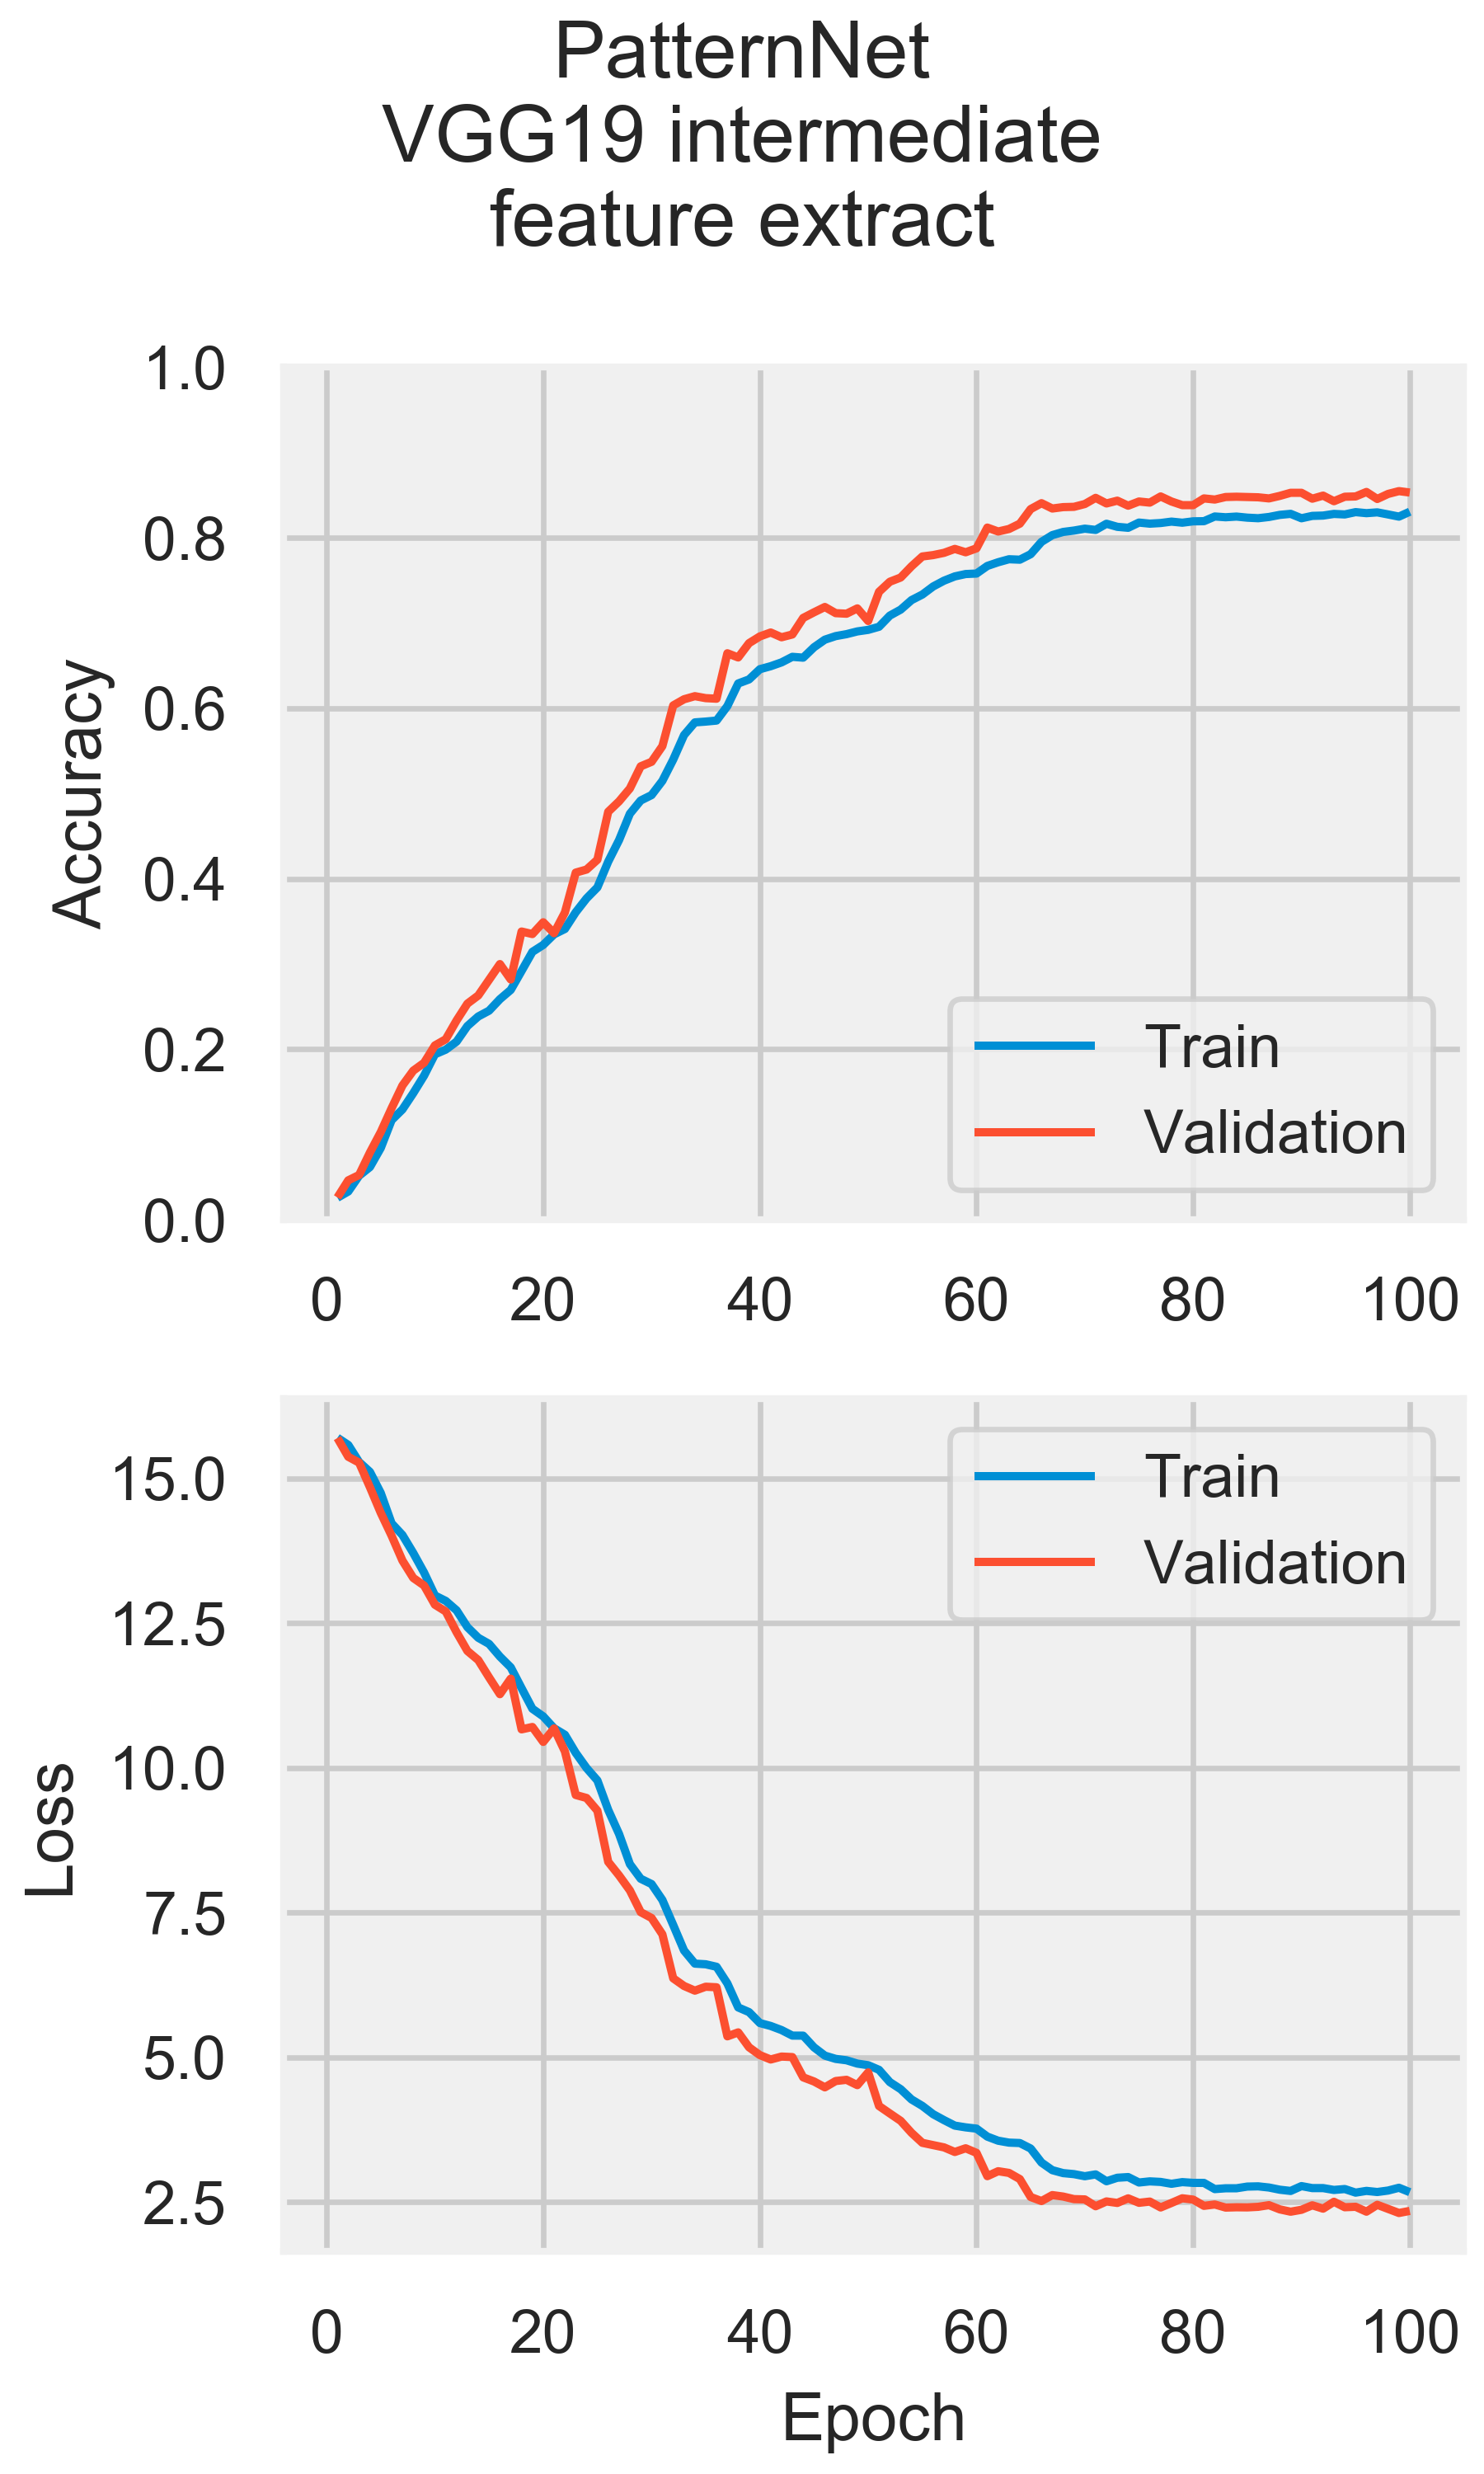 PatternNet
VGG19 intermediate
feature extract
1.0
0.8
0.6
0.4
0.2
0.0
Accuracy
Train
Validation
0 20 40 60 80 100
15.0
12.5
10.0
7.5
5.0
2.5
Loss
Train
Validation
0 20 40 60 80 100
Epoch